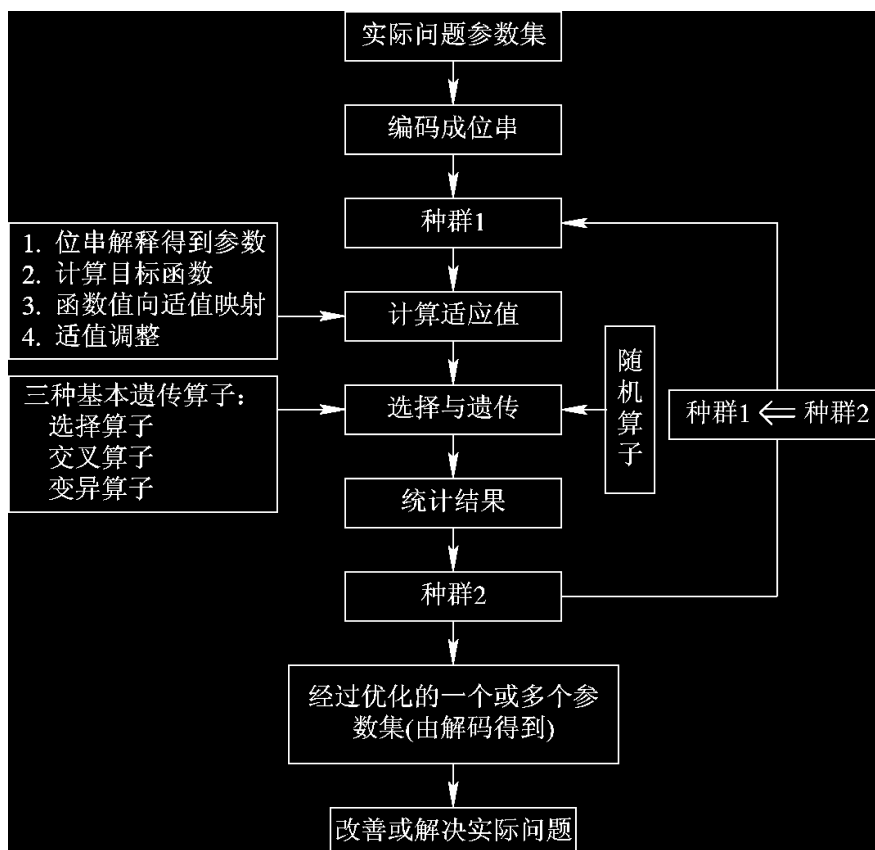 实际问题参数集
编码成位串
种群1
1. 位串解释得到参数
2. 计算目标函数
3. 函数值向适值映射
4. 适值调整
计算适应值
三种基本遗传算子：
选择算子
交叉算子
变异算子
选择与遗传
随机算子
种群1 ⇐ 种群2
统计结果
种群2
经过优化的一个或多个参
数集(由解码得到)
改善或解决实际问题